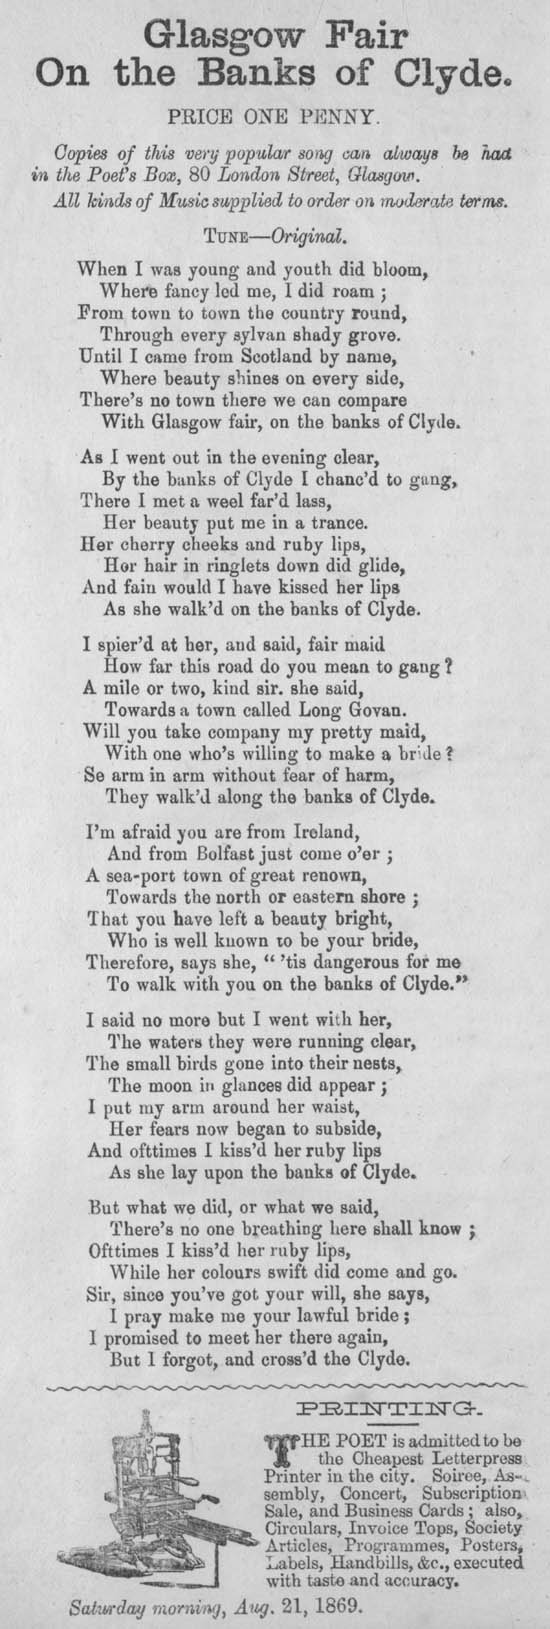 Glasgow Fair
On the Banks of Clyde.
PRICE ONE PENNY.
Copies of this very popular song can always be had
in the Poet's Box, 80 London Street, Glasgow.
All kinds of Music supplied to order on moderate terms.
TUNE—Original.
When I was young and youth did bloom,
Where fancy led me, I did roam ;
From town to town the country round,
Through every sylvan shady grove.
Until I came from Scotland by name,
Where beauty shines on every side,
There's no town there we can compare
With Glasgow fair, on the banks of Clyde.
As I went out in the evening clear,
By the banks of Clyde I chanc'd to gang,
There I met a weel far'd lass,
Her beauty put me in a trance.
Her cherry cheeks and ruby lips,
Her hair in ringlets down did glide,
And fain would I have kissed her lips
As she walk'd on the banks of Clyde.
I spier'd at her, and said, fair maid
How far this road do you mean to gang ?
A mile or two, kind sir. she said,
Towards a town called Long Govan.
Will you take company my pretty maid,
With one who's willing to make a bride ?
Se arm in arm without fear of harm,
They walk'd along the banks of Clyde.
I'm afraid you are from Ireland,
And from Bolfast just come o'er ;
A sea-port town of great renown,
Towards the north or eastern shore ;
That you have left a beauty bright,
Who is well known to be your bride,
Therefore, says she, " 'tis dangerous for me
To walk with you on the banks of Clyde."
I said no more but I went with her,
The waters they were running clear,
The small birds gone into their nests,
The moon in glances did appear ;
I put my arm around her waist,
Her fears now began to subside,
And ofttimes I kiss'd her ruby lips
As she lay upon the banks of Clyde.
But what we did, or what we said,
There's no one breathing here shall know ;
Ofttimes I kiss'd her ruby lips,
While her colours swift did come and go.
Sir, since you've got your will, she says,
I pray make me your lawful bride ;
I promised to meet her there again,
But I forgot, and cross'd the Clyde.
PRINTING.
THE POET is admitted to be
the Cheapest Letterpress
Printer in the city. Soiree, As-
sembly, Concert, Subscription
Sale, and Business Cards ; also,
Circulars, Invoice Tops, Society
Articles, Programmes, Posters,
Labels, Handbills, &c., executed
with taste and accuracy.
Saturday morning, Aug. 21, 1869.